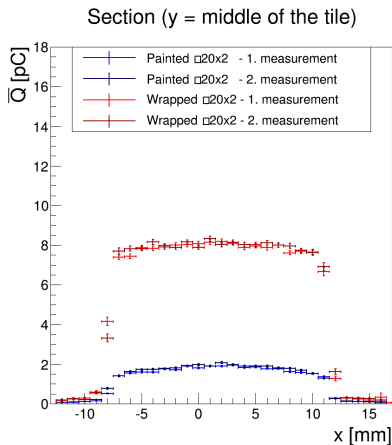 Section (y = middle of the tile)
Q̅ [pC]
18
16
14
12
10
8
6
4
2
0
Painted □20x2 - 1. measurement
Painted □20x2 - 2. measurement
Wrapped □20x2 - 1. measurement
Wrapped □20x2 - 2. measurement
-10 -5 0 5 10 15
x [mm]